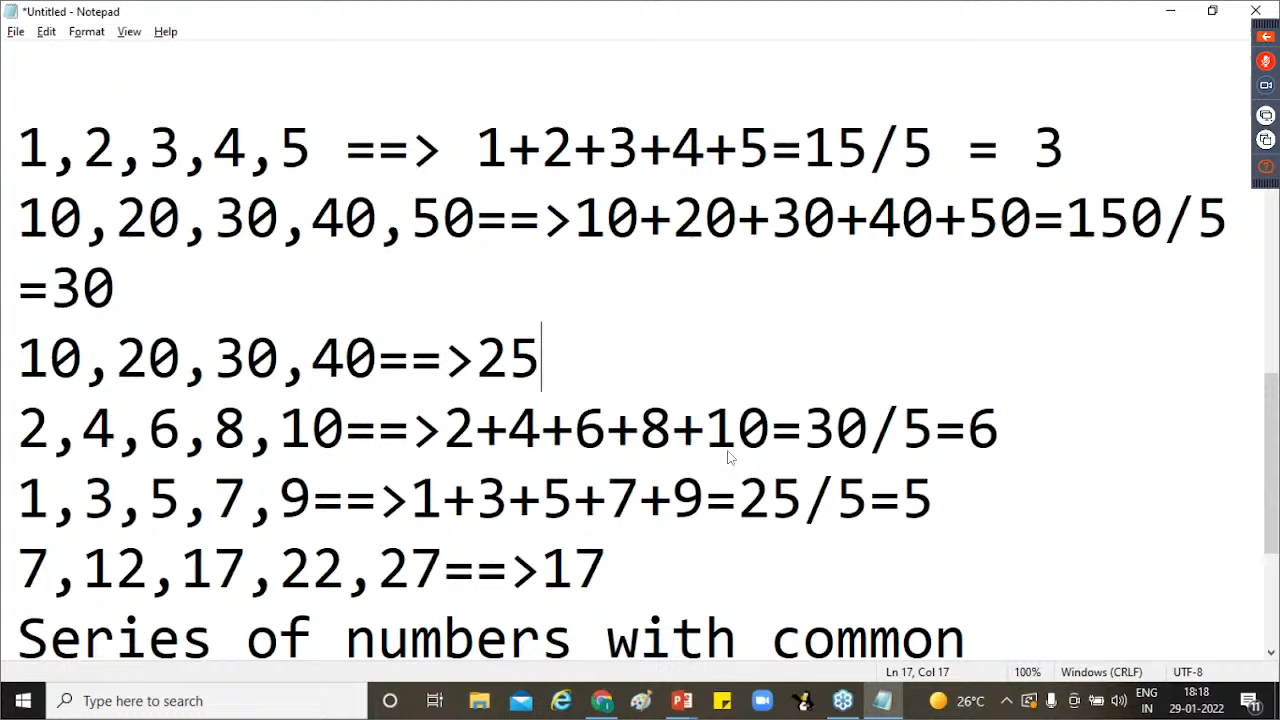 *Untitled - Notepad
File Edit Format View Help
1,2,3,4,5 ==> 1+2+3+4+5=15/5 = 3
10,20,30,40,50==>10+20+30+40+50=150/5
=30
10,20,30,40==>25
2,4,6,8,10==>2+4+6+8+10=30/5=6
1,3,5,7,9==>1+3+5+7+9=25/5=5
7,12,17,22,27==>17
Series of numbers with common
Ln 17, Col 17 100% Windows (CRLF) UTF-8
Type here to search
26°C
ENG
IN
18:18
29-01-2022
11